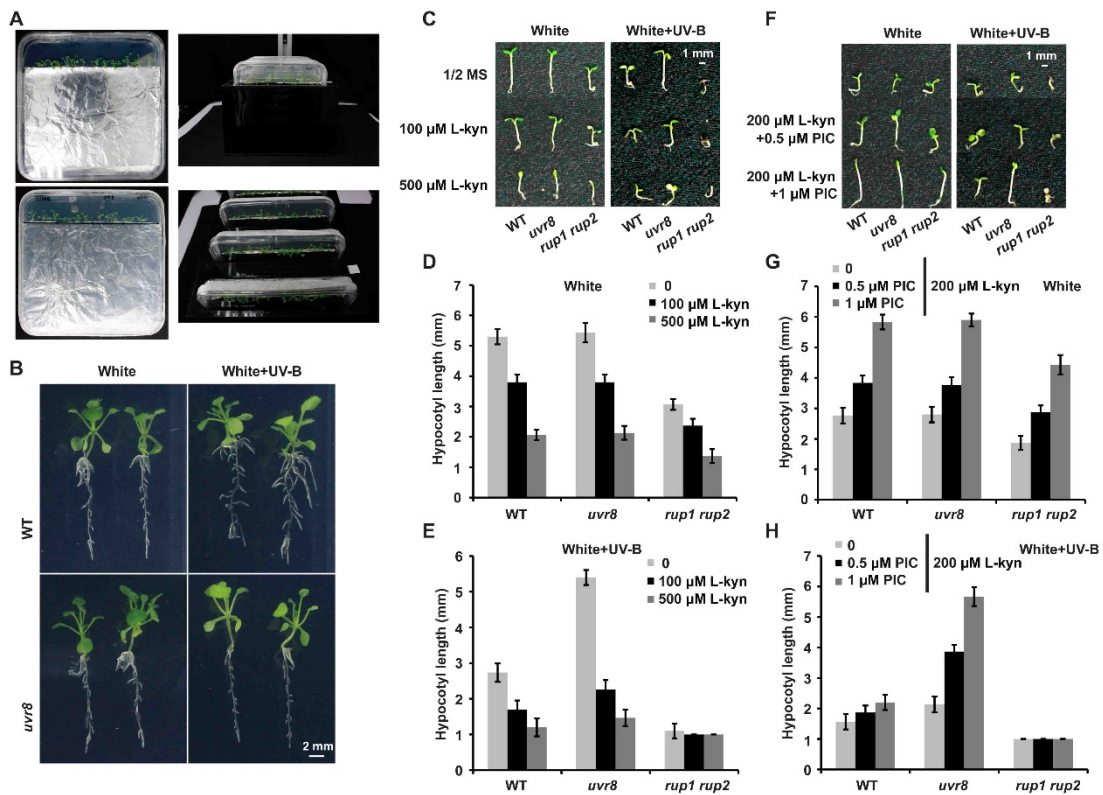 A
B
White
White+UV-B
WT
uvr8
2 mm
C
White
White+UV-B
1 mm
1/2 MS
100 µM L-kyn
500 µM L-kyn
WT
uvr8
rup1 rup2
WT
uvr8
rup1 rup2
F
White
White+UV-B
1 mm
200 µM L-kyn
+0.5 µM PIC
200 µM L-kyn
+1 µM PIC
WT
uvr8
rup1 rup2
WT
uvr8
rup1 rup2
D
White
0
100 µM L-kyn
500 µM L-kyn
Hypocotyl length (mm)
7
6
5
4
3
2
1
0
WT
uvr8
rup1 rup2
G
0
0.5 µM PIC
1 µM PIC
200 µM L-kyn
White
Hypocotyl length (mm)
7
6
5
4
3
2
1
0
WT
uvr8
rup1 rup2
E
White+UV-B
0
100 µM L-kyn
500 µM L-kyn
Hypocotyl length (mm)
6
5
4
3
2
1
0
WT
uvr8
rup1 rup2
H
0
0.5 µM PIC
1 µM PIC
200 µM L-kyn
White+UV-B
Hypocotyl length (mm)
7
6
5
4
3
2
1
0
WT
uvr8
rup1 rup2